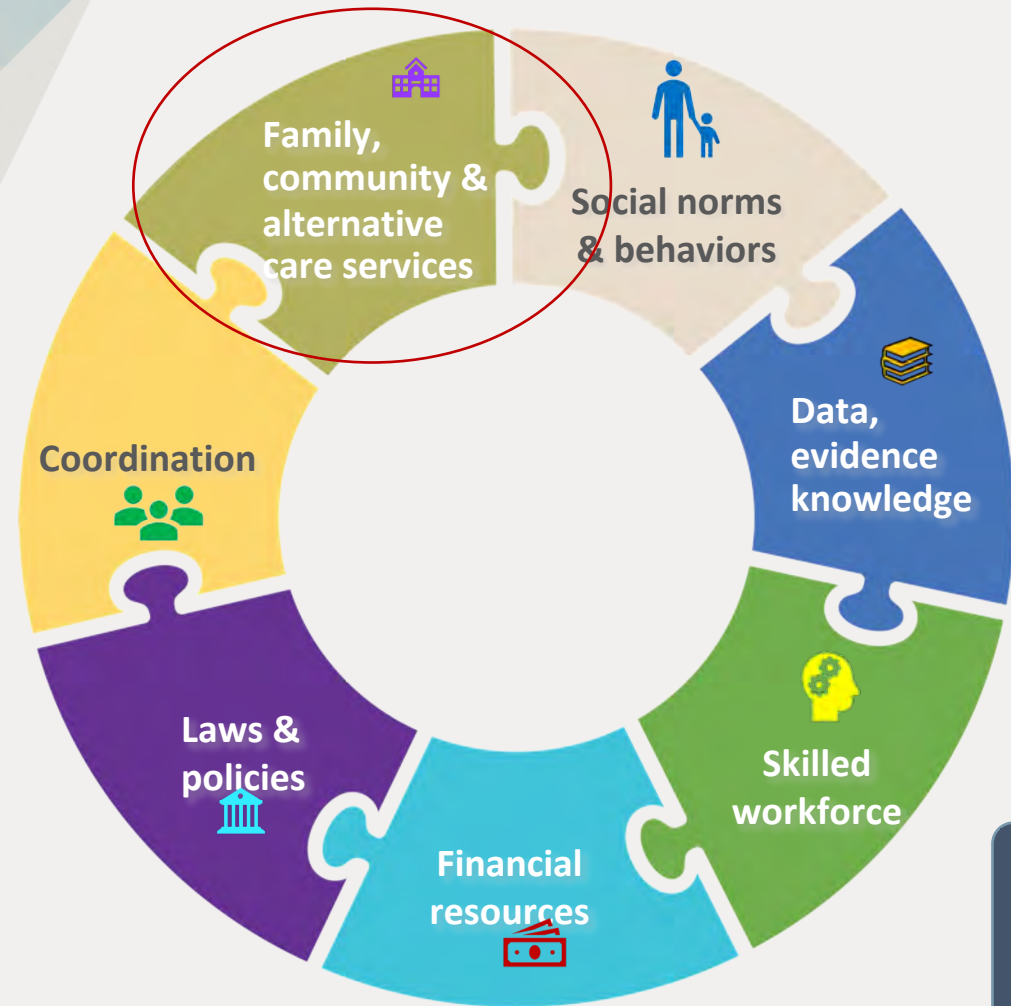 Family,
community &
alternative
care services
Social norms
& behaviors
Data,
evidence
knowledge
Skilled
workforce
Financial
resources
Laws &
policies
Coordination